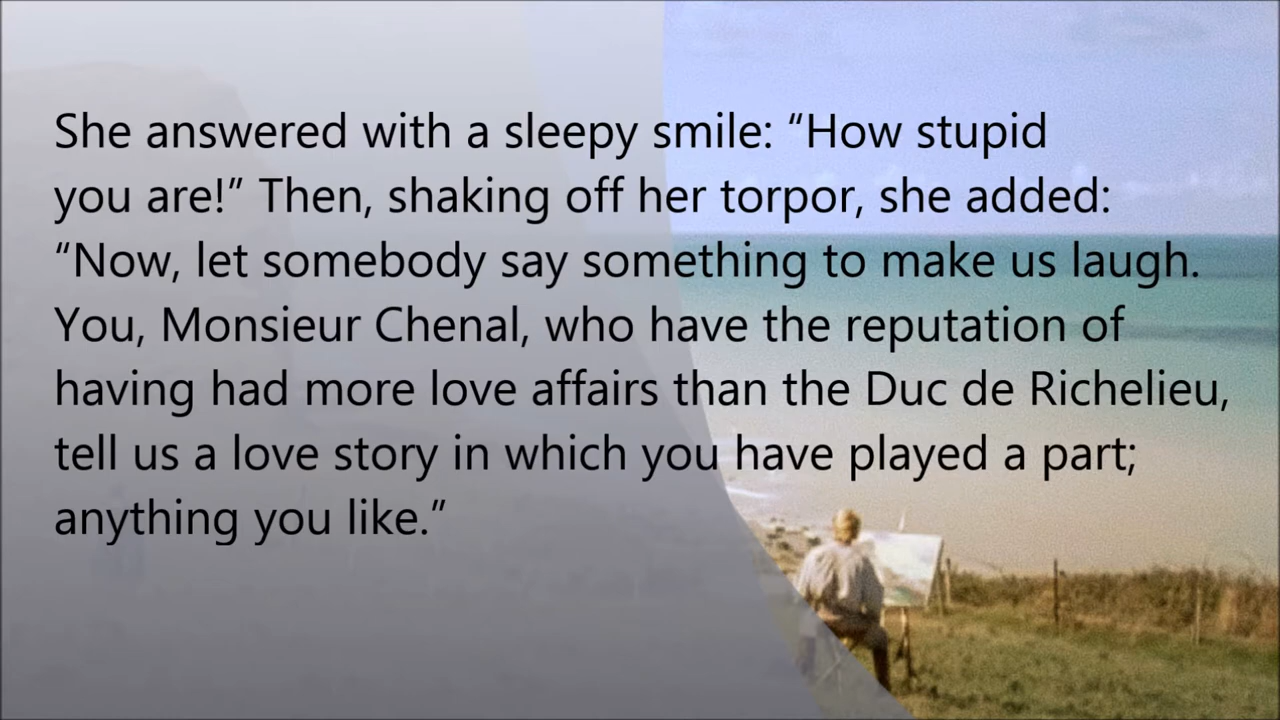 She answered with a sleepy smile: “How stupid
you are!” Then, shaking off her torpor, she added:
“Now, let somebody say something to make us laugh.
You, Monsieur Chenal, who have the reputation of
having had more love affairs than the Duc de Richelieu,
tell us a love story in which you have played a part;
anything you like.”